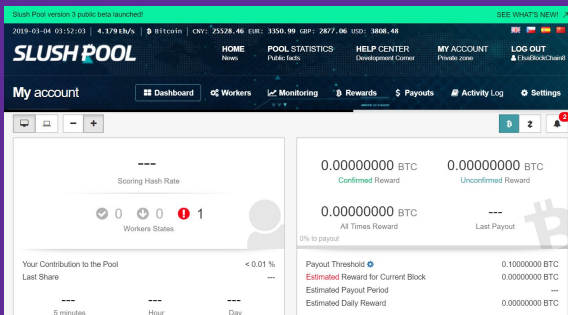 Slush Pool version 3 public beta launched!
SEE WHAT'S NEW!
2019-03-04 03:52:03 | 4.179 Eh/s | Bitcoin | CNY: 25528.46 EUR: 3350.99 GBP: 2877.06 USD: 3808.48
SLUSH POOL
HOME
News
POOL STATISTICS
Public facts
HELP CENTER
Development Corner
MY ACCOUNT
Private zone
LOG OUT
ElsaBlockChain8
My account
Dashboard
Workers
Monitoring
Rewards
$ Payouts
Activity Log
Settings
− +
2
---
Scoring Hash Rate
0 0 1
Workers States
Your Contribution to the Pool < 0.01 %
Last Share ---
--- --- ---
5 minutes Hour Day
0.00000000 BTC
Confirmed Reward
0.00000000 BTC
Unconfirmed Reward
0.00000000 BTC
All Times Reward
---
Last Payout
0% to payout
Payout Threshold 0.10000000 BTC
Estimated Reward for Current Block 0.00000000 BTC
Estimated Payout Period ---
Estimated Daily Reward 0.00000000 BTC